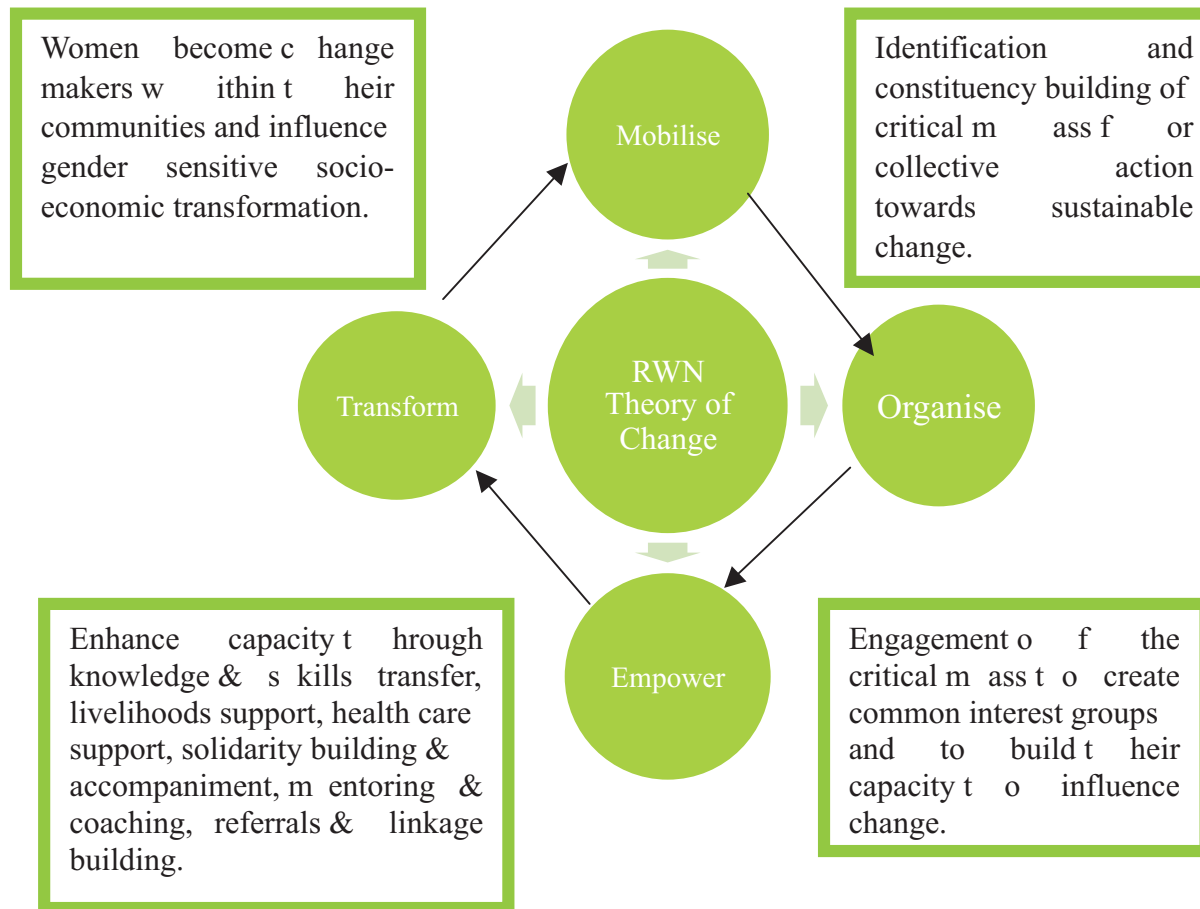 Women become c hange
makers w ithin t heir
communities and influence
gender sensitive socio-
economic transformation.
Mobilise
Identification and
constituency building of
critical m ass f or
collective action
towards sustainable
change.
Transform
RWN
Theory of
Change
Organise
Enhance capacity t hrough
knowledge & s kills transfer,
livelihoods support, health care
support, solidarity building &
accompaniment, m entoring &
coaching, referrals & linkage
building.
Empower
Engagement o f the
critical m ass t o create
common interest groups
and to build t heir
capacity t o influence
change.